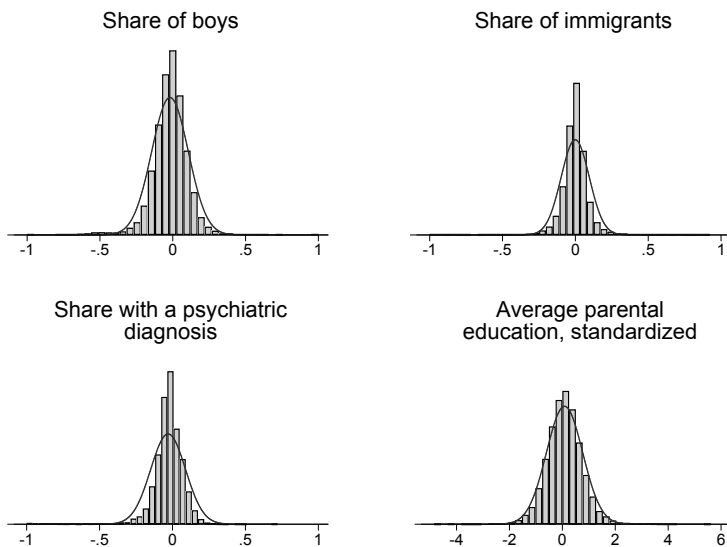 Share of boys
-1 -.5 0 .5 1
Share of immigrants
-1 -.5 0 .5 1
Share with a psychiatric
diagnosis
-1 -.5 0 .5 1
Average parental
education, standardized
-4 -2 0 2 4 6